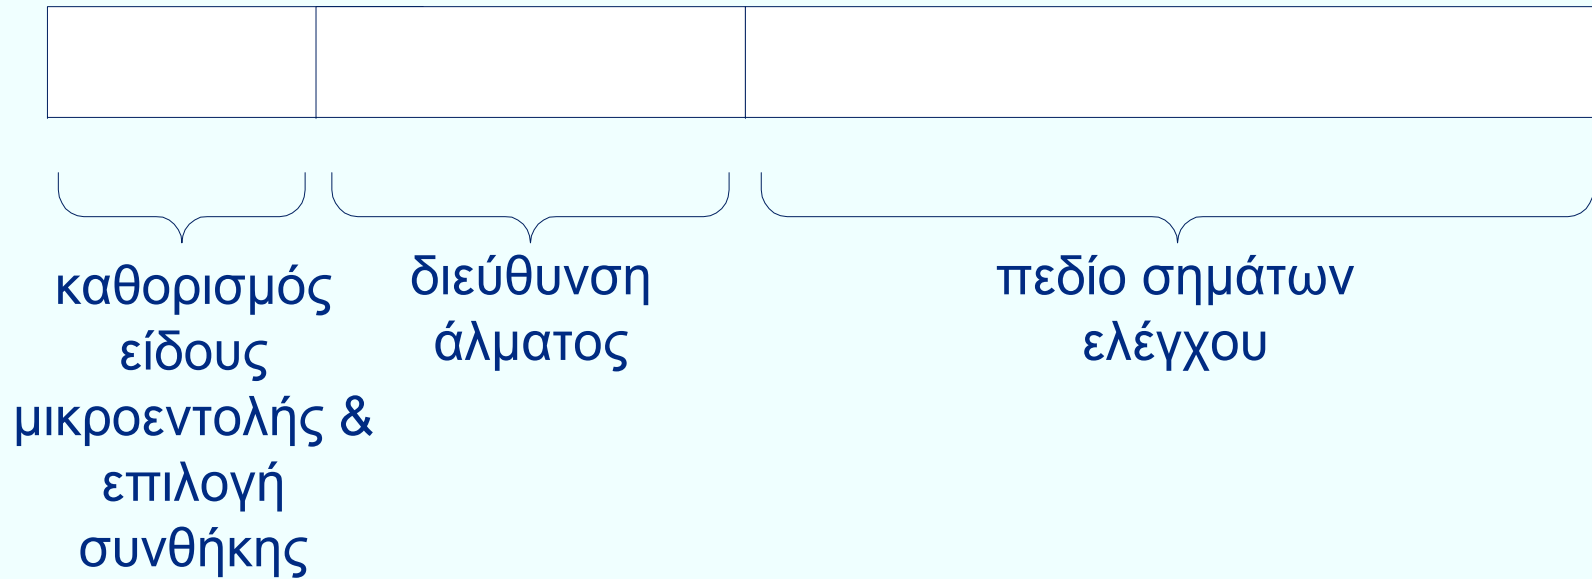 καθορισμός
είδους
μικροεντολής &
επιλογή
συνθήκης
διεύθυνση
άλματος
πεδίο σημάτων
ελέγχου